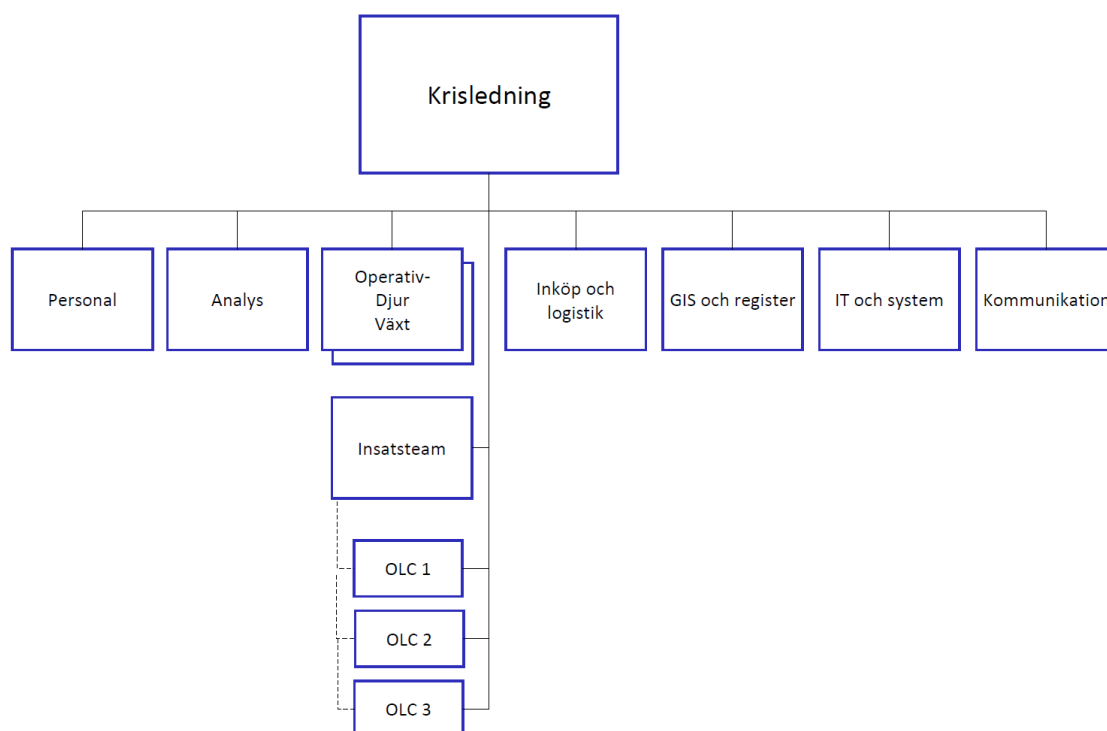 Krisledning
Personal
Analys
Operativ-
Djur
Växt
Inköp och
logistik
GIS och register
IT och system
Kommunikation
Insatsteam
OLC 1
OLC 2
OLC 3